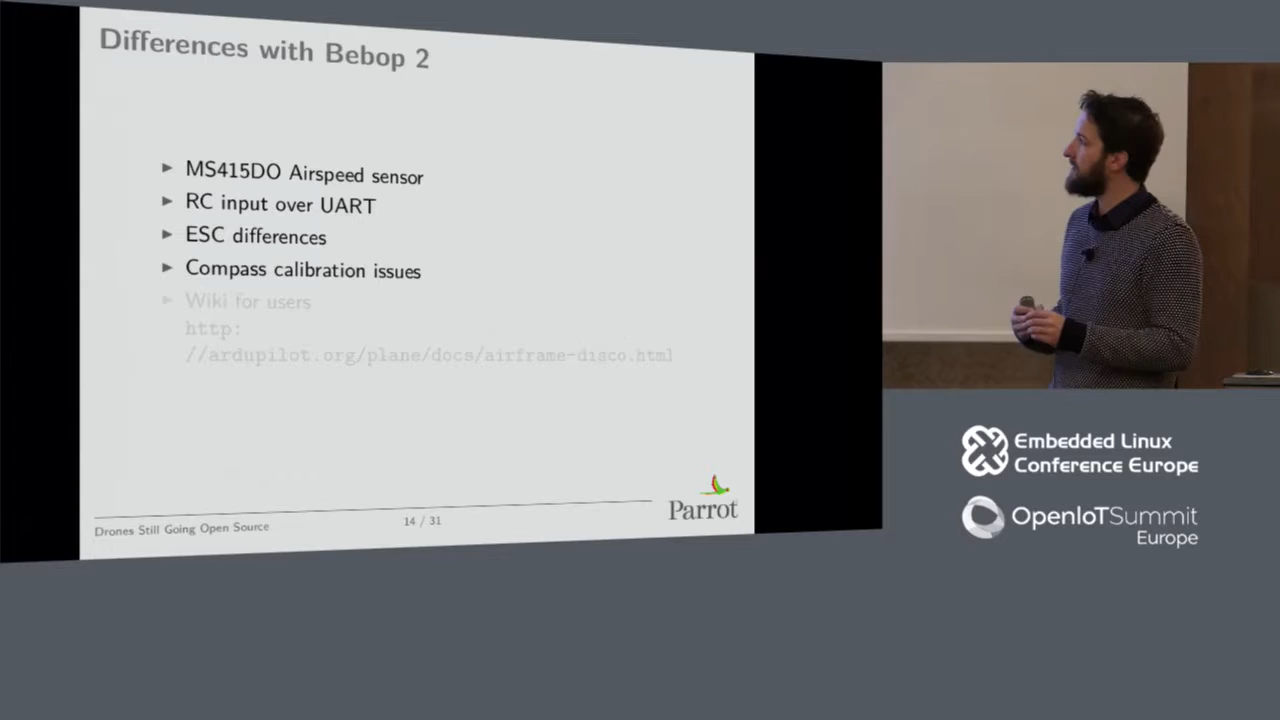 Differences with Bebop 2
MS415DO Airspeed sensor
RC input over UART
ESC differences
Compass calibration issues
Wiki for users
http:
//ardupilot.org/plane/docs/airframe-disco.html
Drones Still Going Open Source
14 / 31
Parrot
Embedded Linux
Conference Europe
OpenIoTSummit
Europe